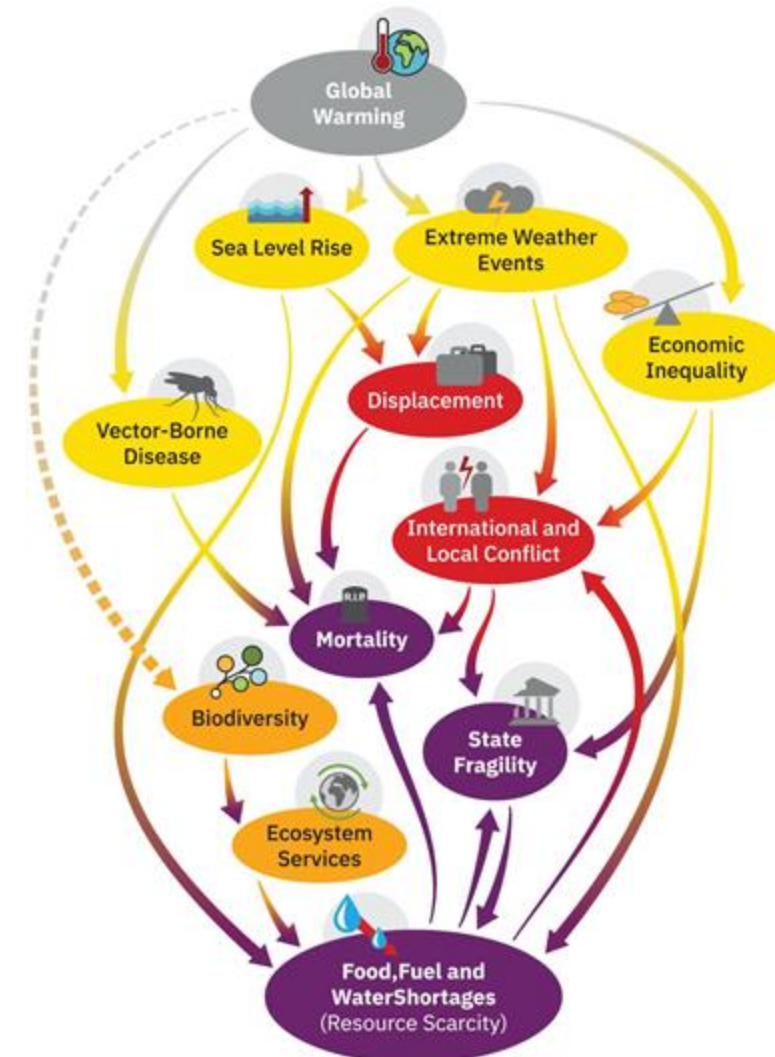 Global
Warming
Sea Level Rise
Extreme Weather
Events
Economic
Inequality
Displacement
Vector-Borne
Disease
International and
Local Conflict
R.I.P
Mortality
Biodiversity
State
Fragility
Ecosystem
Services
Food,Fuel and
WaterShortages
(Resource Scarcity)